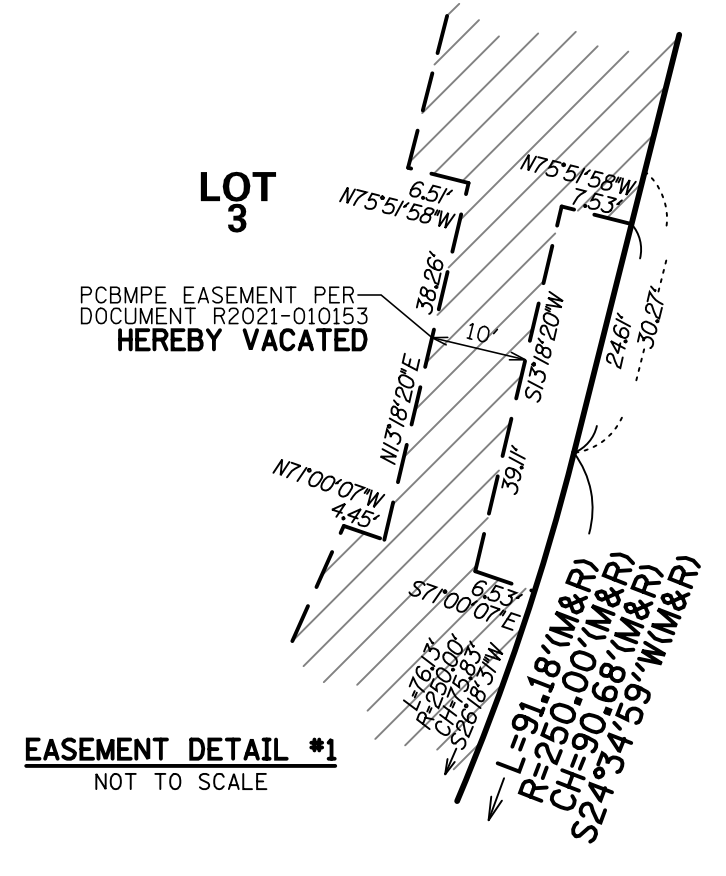 LOT
3
N75°51'58"W
7.53'
6.51'
N75°51'58"W
38.26'
PCBMPE EASEMENT PER
DOCUMENT R2021-010153
HEREBY VACATED
10'
S13°18'20"W
24.61'
30.27'
N13°18'20"E
39.11'
N71°00'07"W
4.45'
6.53'
S71°00'07"E
L=76.13'
R=250.00'
CH=75.83'
S26°18'31"W
L=91.18'(M&R)
R=250.00'(M&R)
CH=90.68'(M&R)
S24°34'59"W(M&R)
EASEMENT DETAIL #1
NOT TO SCALE